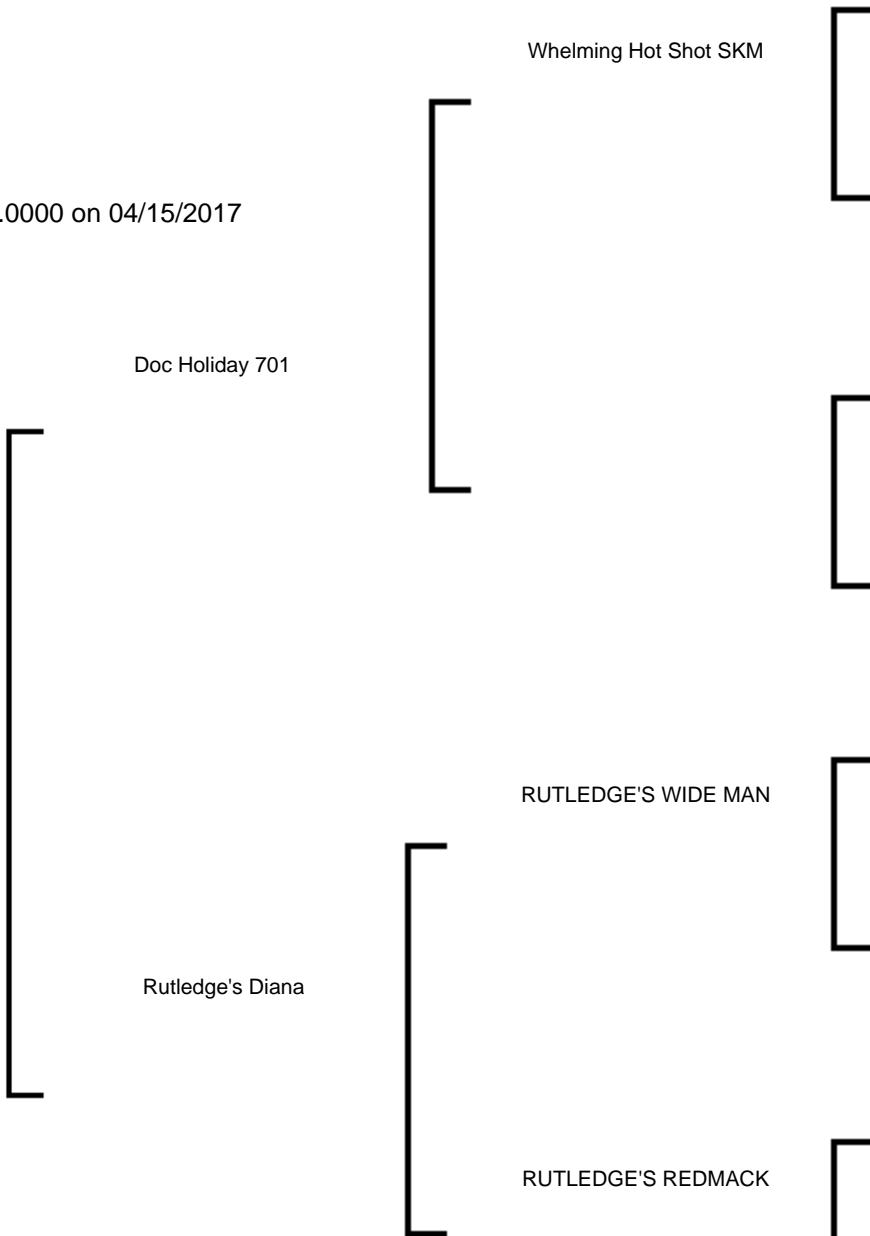 Whelming Hot Shot SKM
.0000 on 04/15/2017
Doc Holiday 701
RUTLEDGE'S WIDE MAN
Rutledge's Diana
RUTLEDGE'S REDMACK